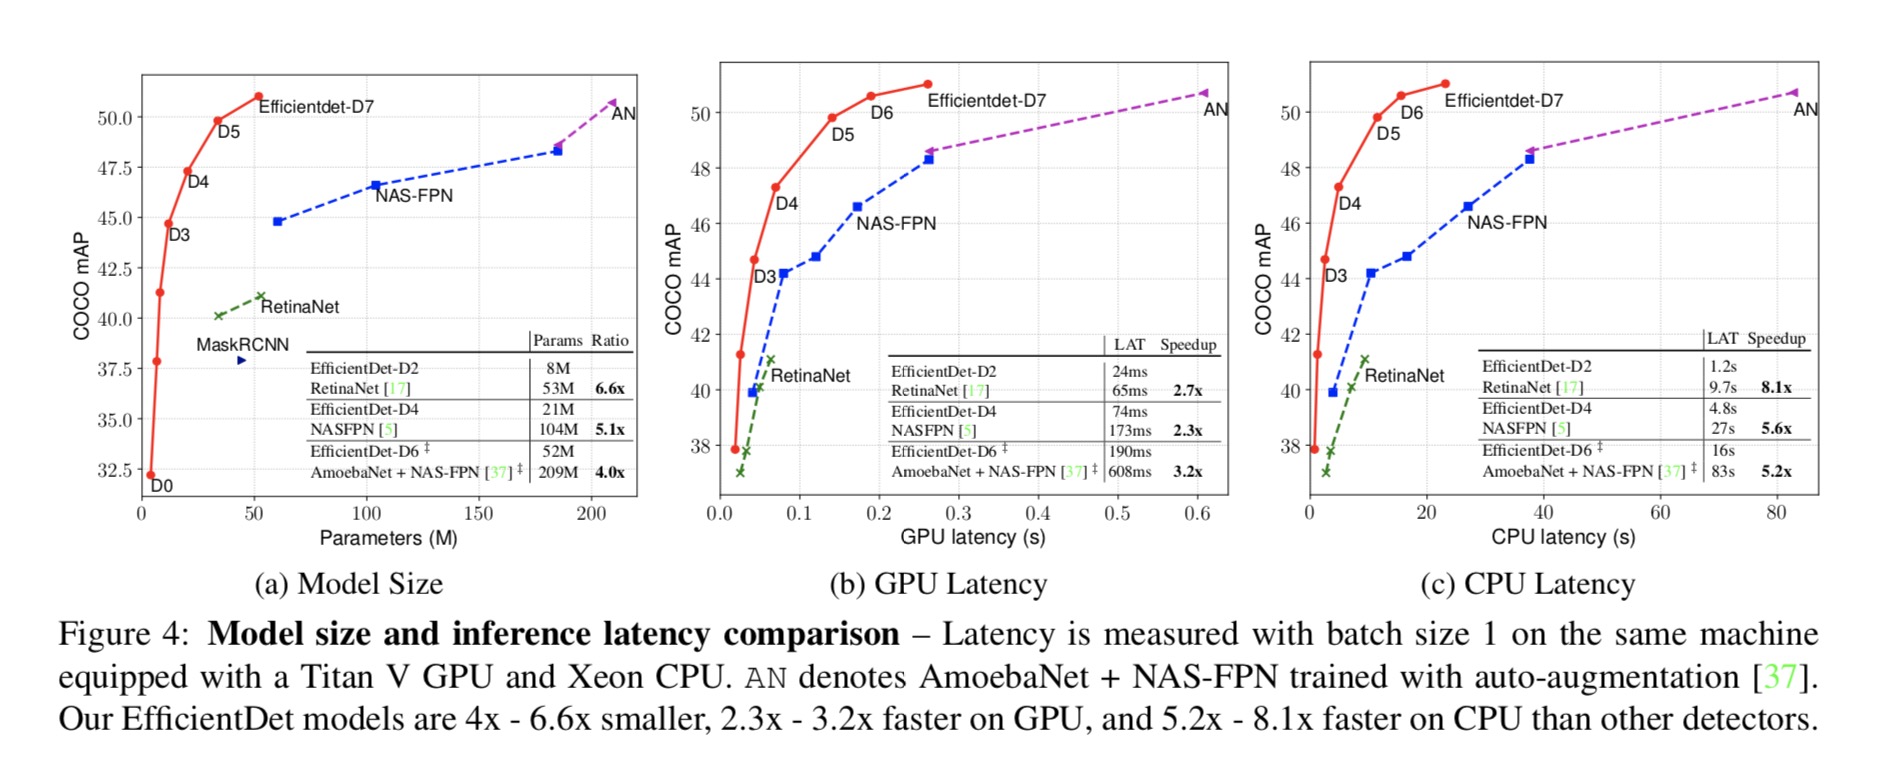 COCO mAP
50.0
47.5
45.0
42.5
40.0
37.5
35.0
32.5
Efficientdet-D7
AN
D5
D4
NAS-FPN
D3
RetinaNet
MaskRCNN
D0
Params Ratio
EfficientDet-D2 8M
RetinaNet [17] 53M 6.6x
EfficientDet-D4 21M
NASFPN [5] 104M 5.1x
EfficientDet-D6 ‡ 52M
AmoebaNet + NAS-FPN [37] ‡ 209M 4.0x
0 50 100 150 200
Parameters (M)
(a) Model Size
COCO mAP
50
48
46
44
42
40
38
Efficientdet-D7
AN
D6
D5
D4
NAS-FPN
D3
RetinaNet
LAT Speedup
EfficientDet-D2 24ms
RetinaNet [17] 65ms 2.7x
EfficientDet-D4 74ms
NASFPN [5] 173ms 2.3x
EfficientDet-D6 ‡ 190ms
AmoebaNet + NAS-FPN [37] ‡ 608ms 3.2x
0.0 0.1 0.2 0.3 0.4 0.5 0.6
GPU latency (s)
(b) GPU Latency
COCO mAP
50
48
46
44
42
40
38
Efficientdet-D7
AN
D6
D5
D4
NAS-FPN
D3
RetinaNet
LAT Speedup
EfficientDet-D2 1.2s
RetinaNet [17] 9.7s 8.1x
EfficientDet-D4 4.8s
NASFPN [5] 27s 5.6x
EfficientDet-D6 ‡ 16s
AmoebaNet + NAS-FPN [37] ‡ 83s 5.2x
0 20 40 60 80
CPU latency (s)
(c) CPU Latency
Figure 4: Model size and inference latency comparison – Latency is measured with batch size 1 on the same machine
equipped with a Titan V GPU and Xeon CPU. AN denotes AmoebaNet + NAS-FPN trained with auto-augmentation [37].
Our EfficientDet models are 4x - 6.6x smaller, 2.3x - 3.2x faster on GPU, and 5.2x - 8.1x faster on CPU than other detectors.